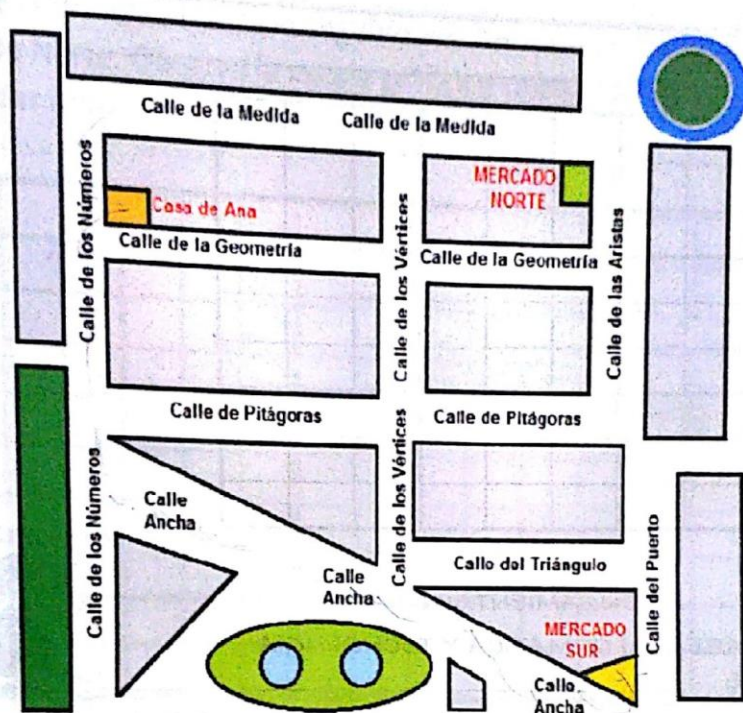 Calle de la Medida
Calle de la Medida
Calle de los Números
Casa de Ana
Calle de la Geometría
Calle de los Vértices
MERCADO
NORTE
Calle de la Geometría
Calle de las Aristas
Calle de Pitágoras
Calle de Pitágoras
Calle de los Números
Calle
Ancha
Calle de los Vértices
Calle
Ancha
Calle del Triángulo
Calle del Puerto
MERCADO
SUR
Calle
Ancha